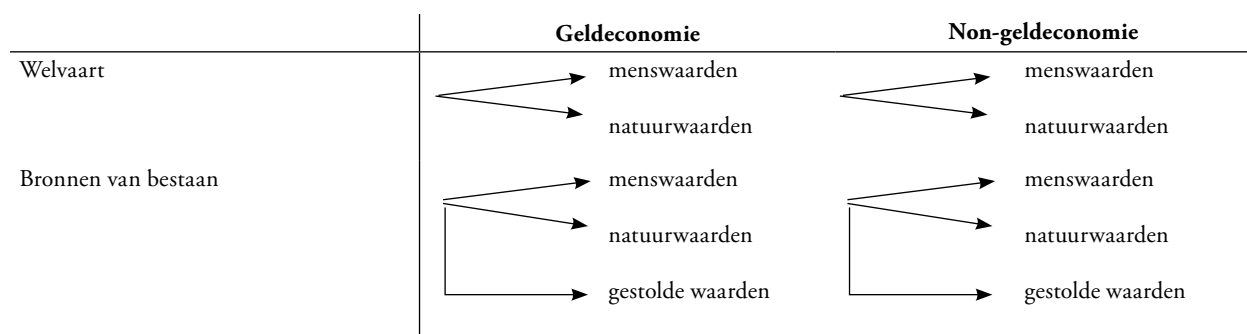 Geldeconomie Non-geldeconomie
Welvaart menswaarden menswaarden
natuurwaarden natuurwaarden
Bronnen van bestaan menswaarden menswaarden
natuurwaarden natuurwaarden
gestolde waarden gestolde waarden